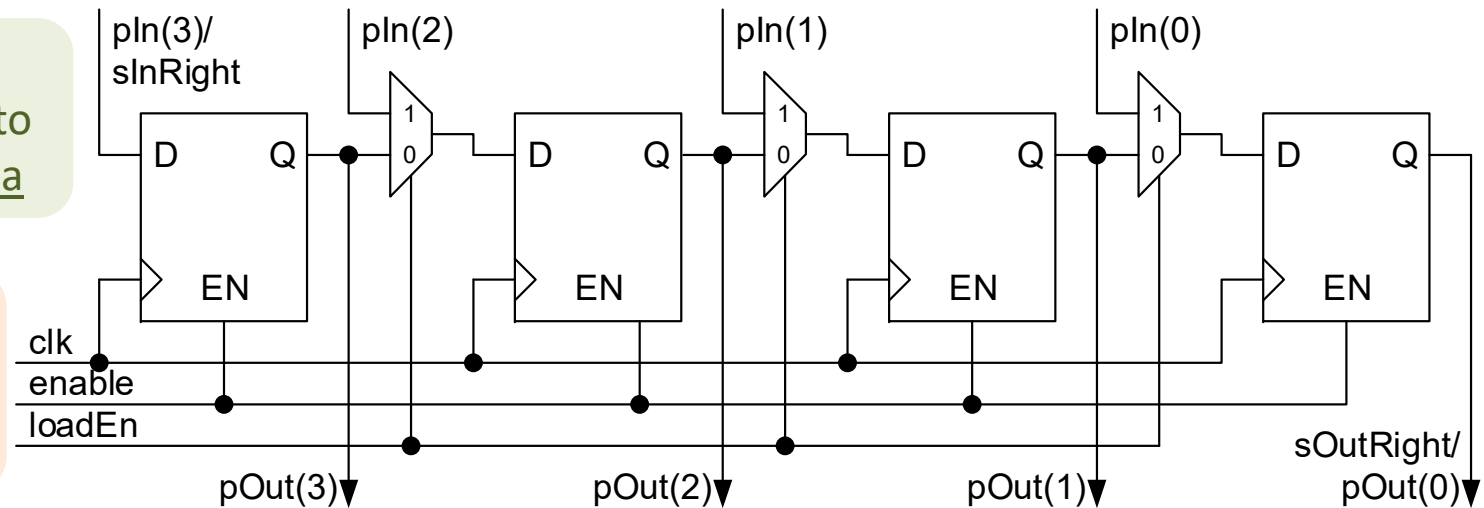 pIn(3)/
sInRight
pIn(2)
pIn(1)
pIn(0)
to
a
1
0
1
0
1
0
D Q
EN
D Q
EN
D Q
EN
D Q
EN
clk
enable
loadEn
pOut(3)
pOut(2)
pOut(1)
sOutRight/
pOut(0)